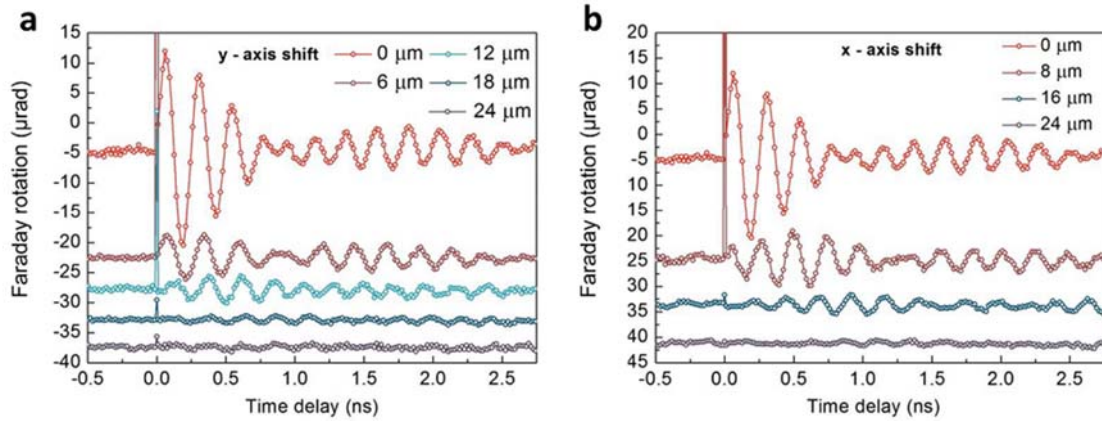 a
y - axis shift
0 μm
12 μm
6 μm
18 μm
24 μm
Faraday rotation (μrad)
15
10
5
0
-5
-10
-15
-20
-25
-30
-35
-40
-0.5
0.0
0.5
1.0
1.5
2.0
2.5
Time delay (ns)
b
x - axis shift
0 μm
8 μm
16 μm
24 μm
Faraday rotation (μrad)
20
15
10
5
0
-5
10
15
20
25
30
35
40
45
-0.5
0.0
0.5
1.0
1.5
2.0
2.5
Time delay (ns)